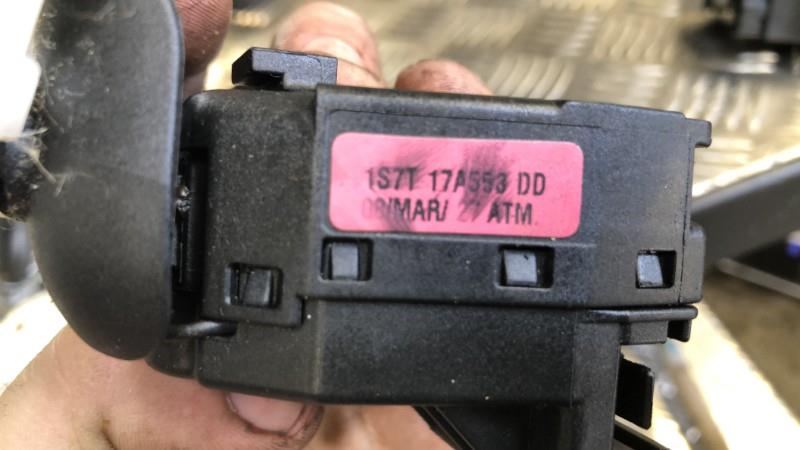 1S7T 17A553 DD
/MAR/ ATM